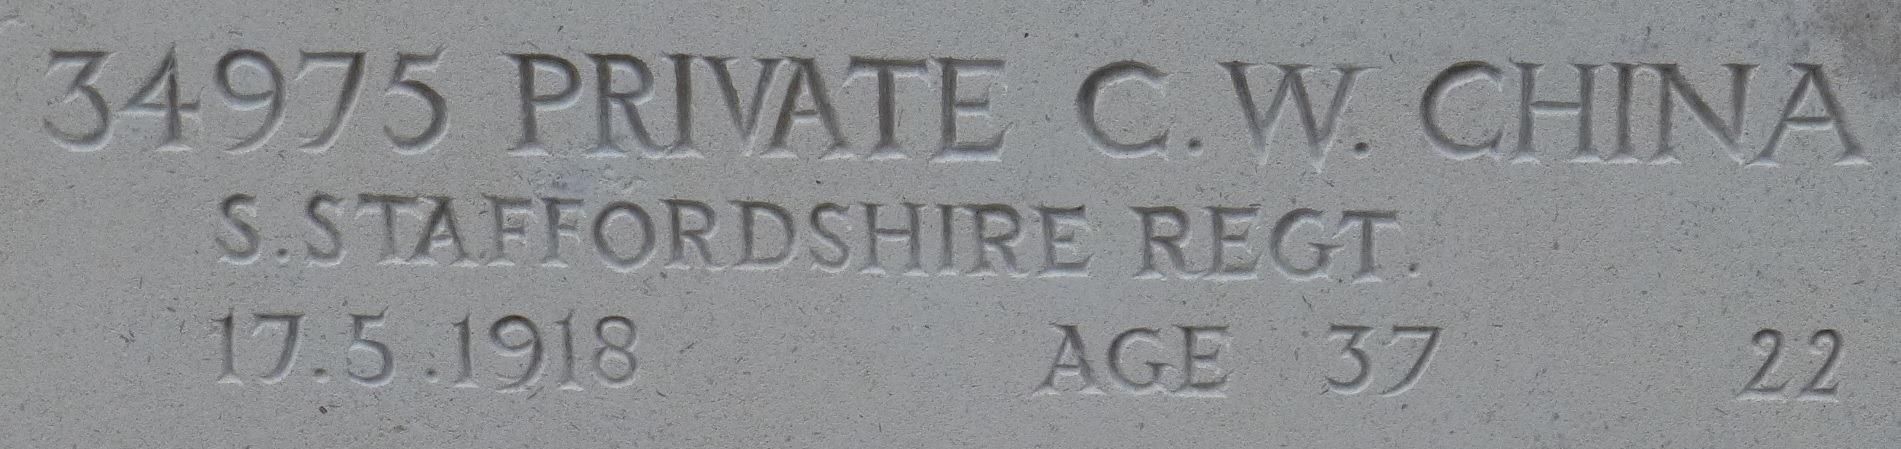 34975 PRIVATE C.W. CHINA
S.STAFFORDSHIRE REGT.
17.5.1918 AGE 37 22